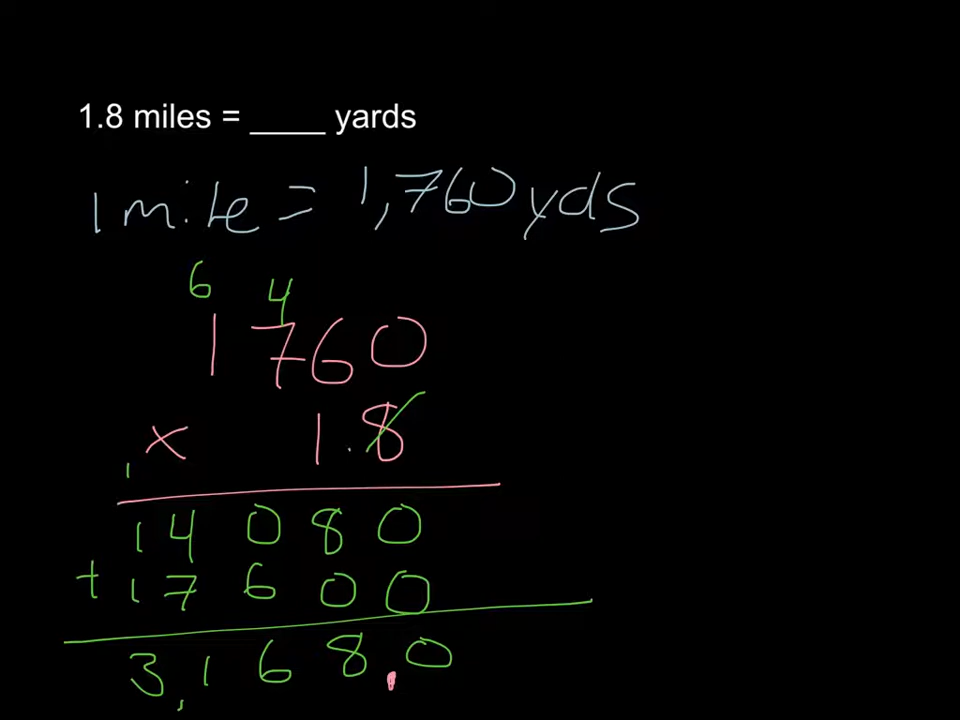 1.8 miles = ____ yards
1 mile = 1,760 yds
6 4
1760
x 1.8
1
14080
+ 17600
3,168.0